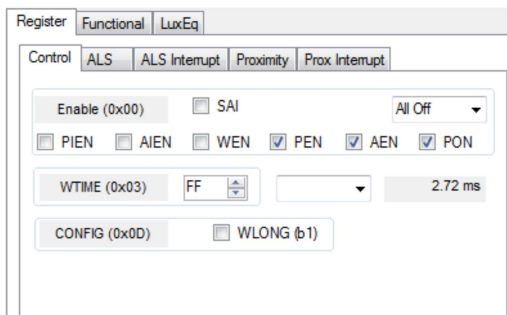 Register Functional LuxEq
Control ALS ALS Interrupt Proximity Prox Interrupt
Enable (0x00) SAI All Off
PIEN AIEN WEN PEN AEN PON
WTIME (0x03) FF 2.72 ms
CONFIG (0x0D) WLONG (b1)